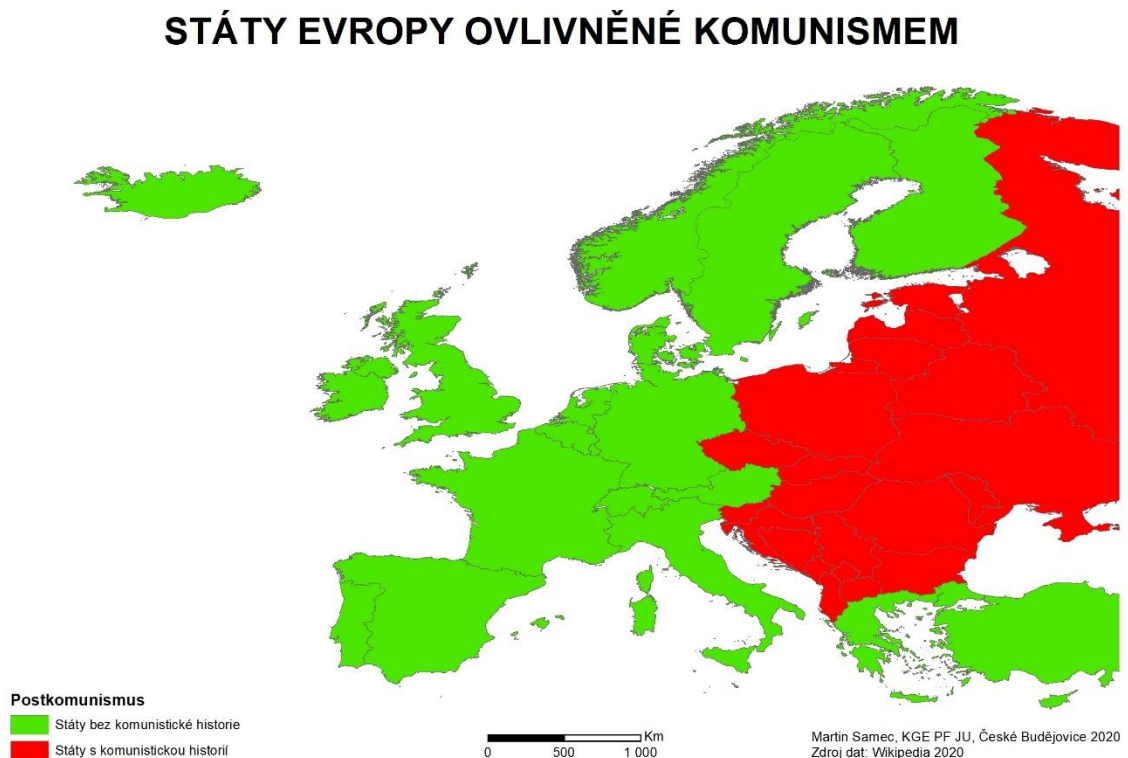 STÁTY EVROPY OVLIVNĚNÉ KOMUNISMEM
Postkomunismus
Státy bez komunistické historie
Státy s komunistickou historií
Km
0 500 1 000
Martin Samec, KGE PF JU, České Budějovice 2020
Zdroj dat: Wikipedia 2020